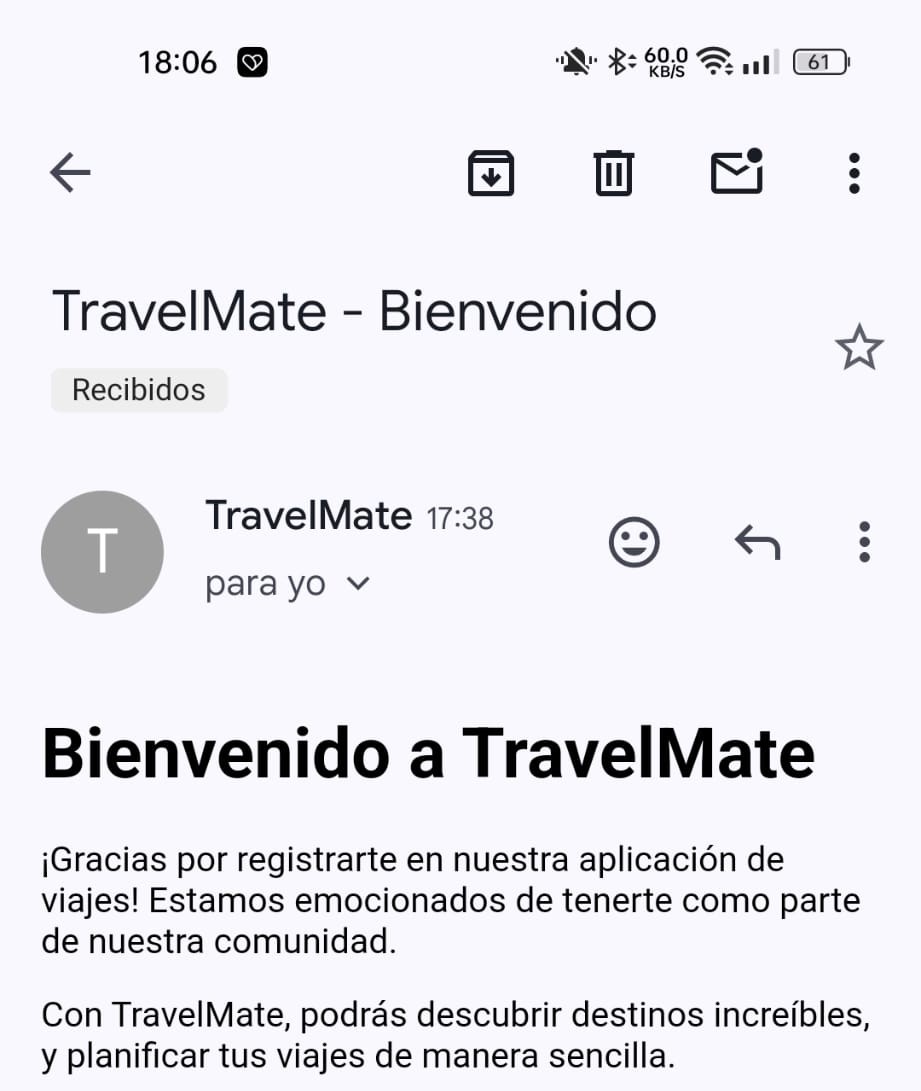 18:06
60.0
KB/S
61
TravelMate - Bienvenido
Recibidos
T
TravelMate 17:38
para yo
Bienvenido a TravelMate
¡Gracias por registrarte en nuestra aplicación de
viajes! Estamos emocionados de tenerte como parte
de nuestra comunidad.
Con TravelMate, podrás descubrir destinos increíbles,
y planificar tus viajes de manera sencilla.